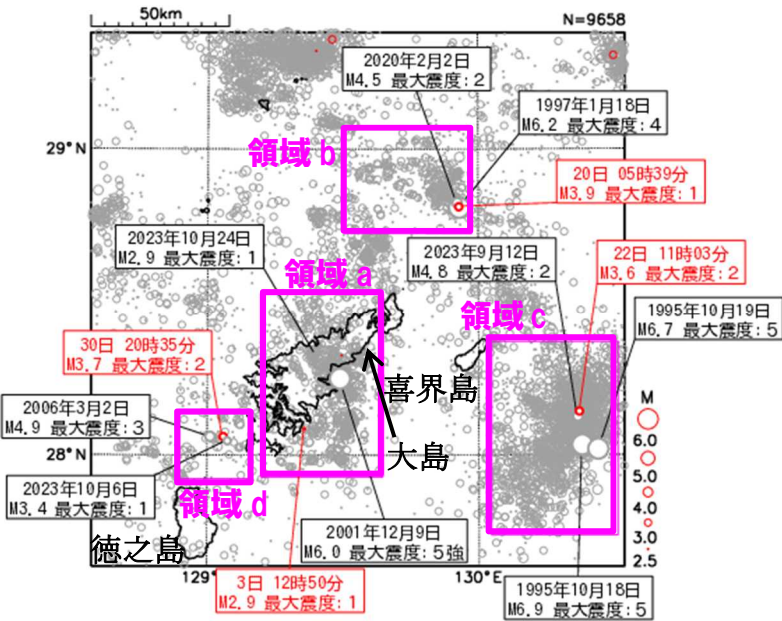 50km
N=9658
2020年2月2日
M4.5 最大震度：2
1997年1月18日
M6.2 最大震度：4
29°N
領域b
20日 05時39分
M3.9 最大震度：1
2023年10月24日
M2.9 最大震度：1
2023年9月12日
M4.8 最大震度：2
22日 11時03分
M3.6 最大震度：2
領域a
領域c
1995年10月19日
M6.7 最大震度：5
30日 20時35分
M3.7 最大震度：2
喜界島
2006年3月2日
M4.9 最大震度：3
大島
M
6.0
5.0
4.0
3.0
2.5
28°N
2023年10月6日
M3.4 最大震度：1
領域d
徳之島
2001年12月9日
M6.0 最大震度：5強
129°
130°E
3日 12時50分
M2.9 最大震度：1
1995年10月18日
M6.9 最大震度：5